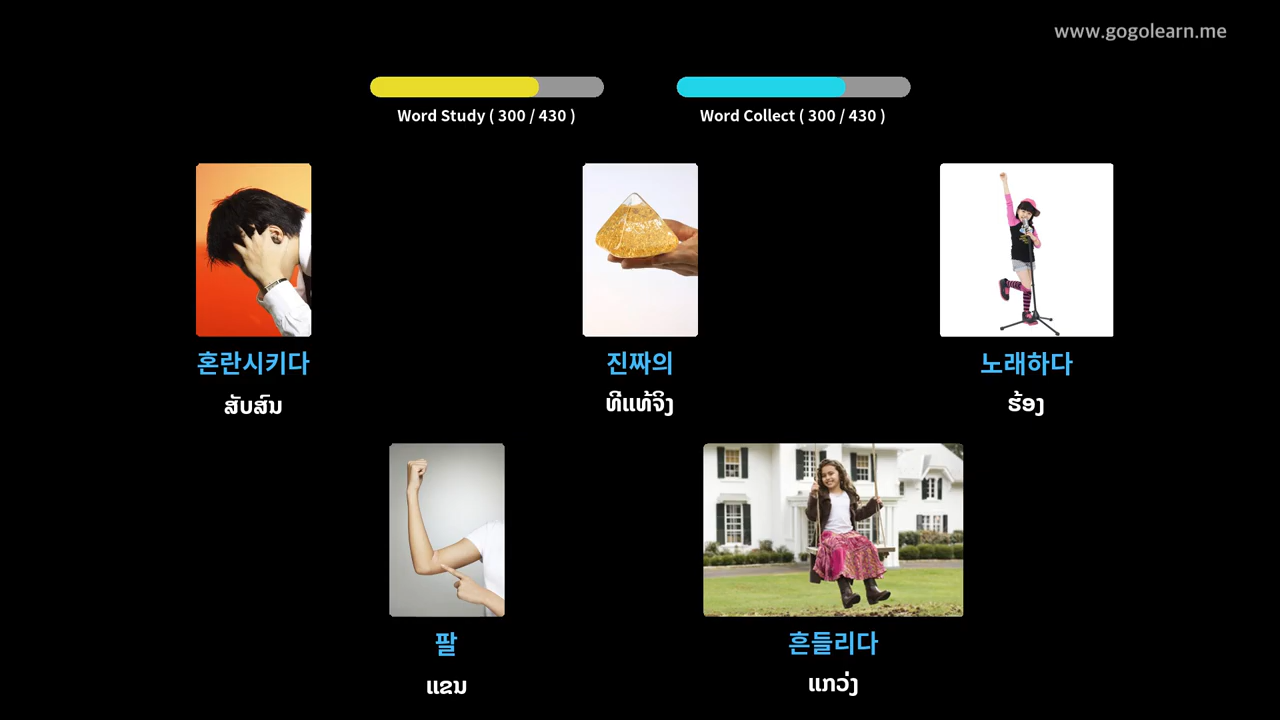 www.gogolearn.me
Word Study ( 300 / 430 )
Word Collect ( 300 / 430 )
혼란시키다
ສັບສົນ
진짜의
ທີ່ແທ້ຈິງ
노래하다
ຮ້ອງ
팔
ແຂນ
흔들리다
ແກວ່ງ